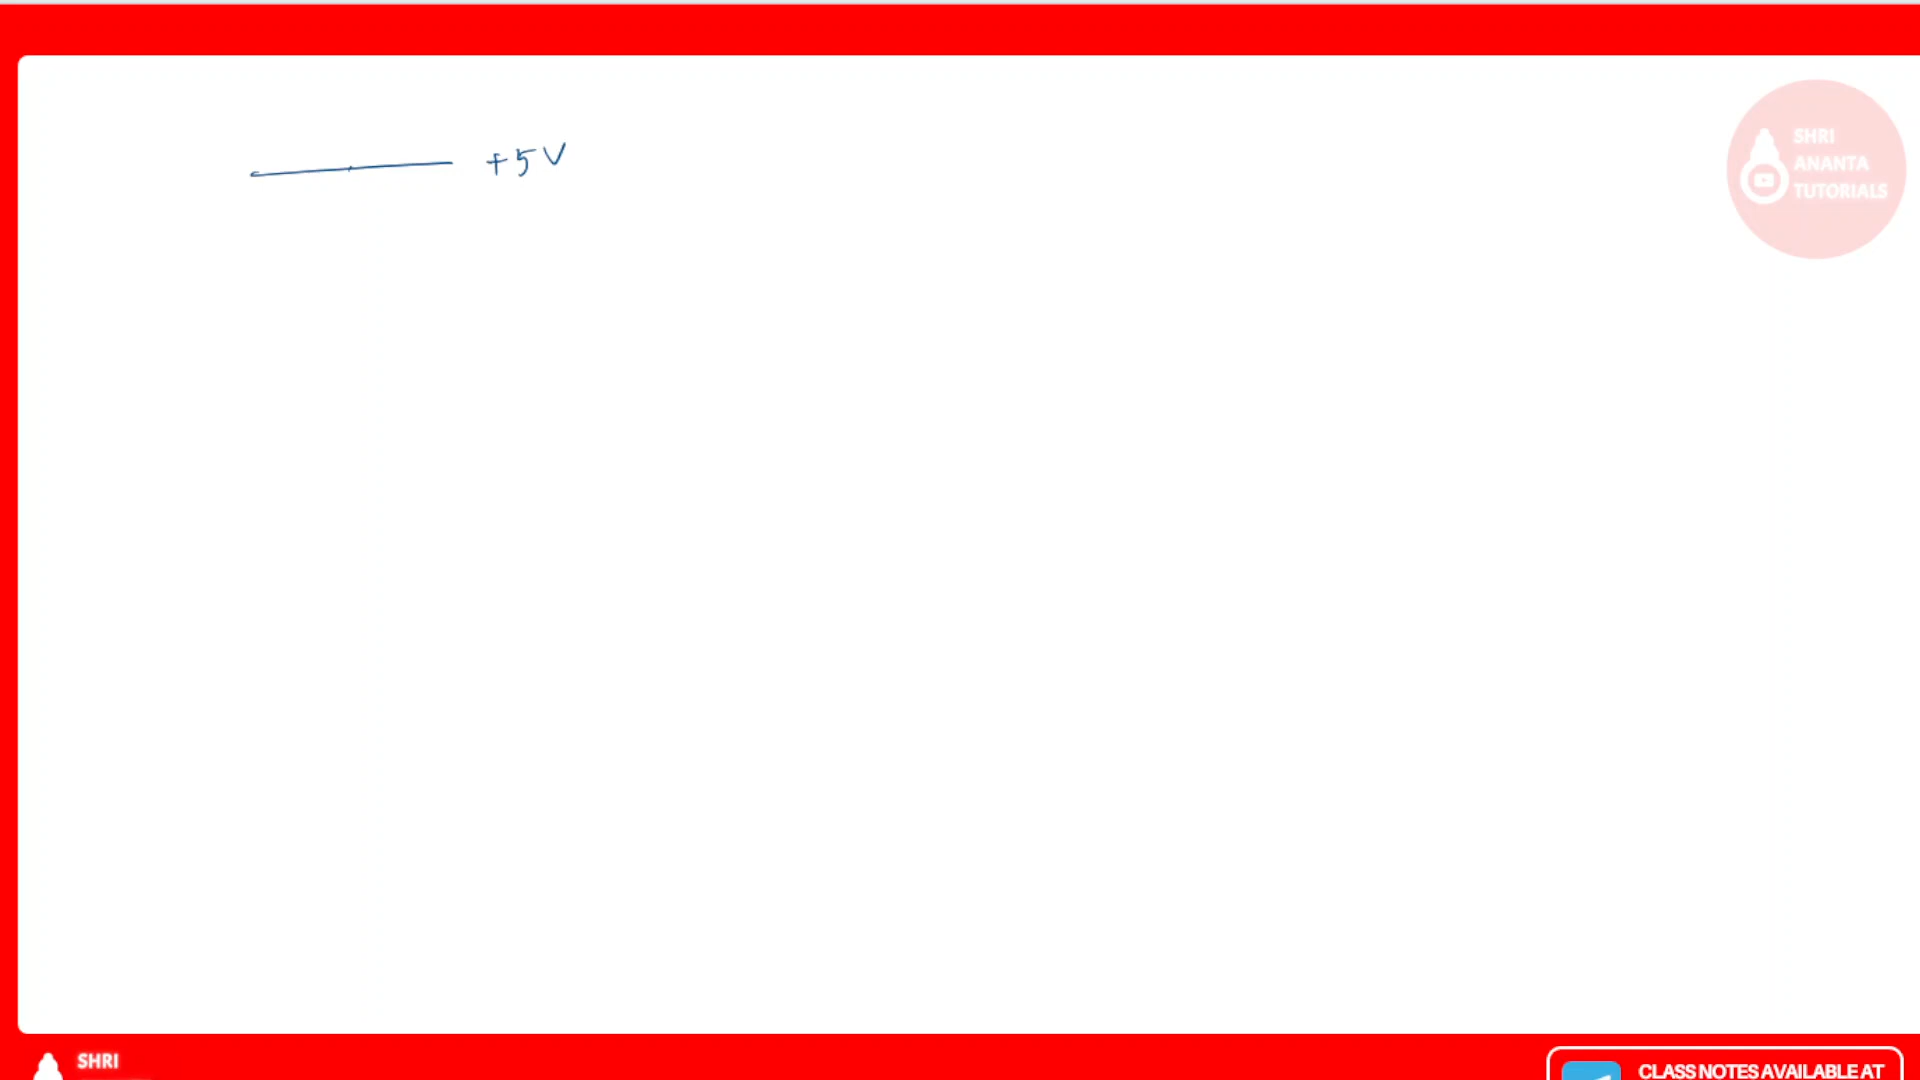 +5V
SHRI
ANANTA
TUTORIALS
SHRI
CLASS NOTES AVAILABLE AT